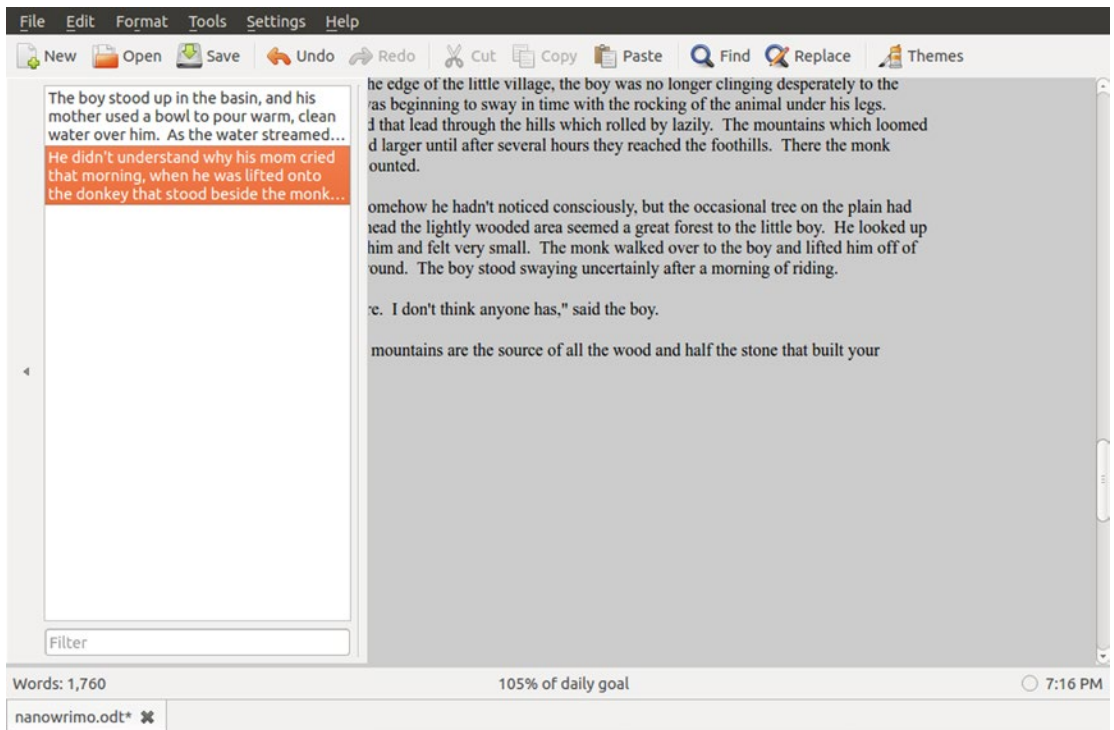 File Edit Format Tools Settings Help
New Open Save Undo Redo Cut Copy Paste Find Replace Themes
The boy stood up in the basin, and his
mother used a bowl to pour warm, clean
water over him. As the water streamed...
He didn't understand why his mom cried
that morning, when he was lifted onto
the donkey that stood beside the monk...
Filter
he edge of the little village, the boy was no longer clinging desperately to the
as beginning to sway in time with the rocking of the animal under his legs.
d that lead through the hills which rolled by lazily. The mountains which loomed
d larger until after several hours they reached the foothills. There the monk
ounted.
omehow he hadn't noticed consciously, but the occasional tree on the plain had
ead the lightly wooded area seemed a great forest to the little boy. He looked up
him and felt very small. The monk walked over to the boy and lifted him off of
ound. The boy stood swaying uncertainly after a morning of riding.
re. I don't think anyone has," said the boy.
mountains are the source of all the wood and half the stone that built your
Words: 1,760 105% of daily goal 7:16 PM
nanowrimo.odt*